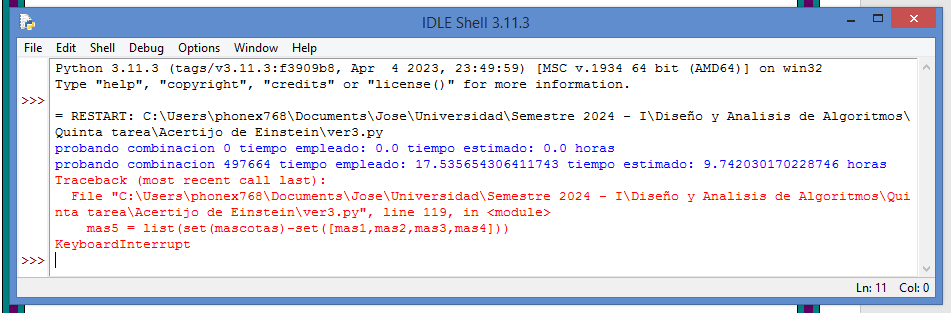 IDLE Shell 3.11.3
File Edit Shell Debug Options Window Help
Python 3.11.3 (tags/v3.11.3:f3909b8, Apr  4 2023, 23:49:59) [MSC v.1934 64 bit (AMD64)] on win32
Type "help", "copyright", "credits" or "license()" for more information.
>>>
= RESTART: C:\Users\phonex768\Documents\Jose\Universidad\Semestre 2024 - I\Diseño y Analisis de Algoritmos\
Quinta tarea\Acertijo de Einstein\ver3.py
probando combinacion 0 tiempo empleado: 0.0 tiempo estimado: 0.0 horas
probando combinacion 497664 tiempo empleado: 17.535654306411743 tiempo estimado: 9.742030170228746 horas
Traceback (most recent call last):
  File "C:\Users\phonex768\Documents\Jose\Universidad\Semestre 2024 - I\Diseño y Analisis de Algoritmos\Qui
nta tarea\Acertijo de Einstein\ver3.py", line 119, in <module>
    mas5 = list(set(mascotas)-set([mas1,mas2,mas3,mas4]))
KeyboardInterrupt
>>>
Ln: 11 Col: 0